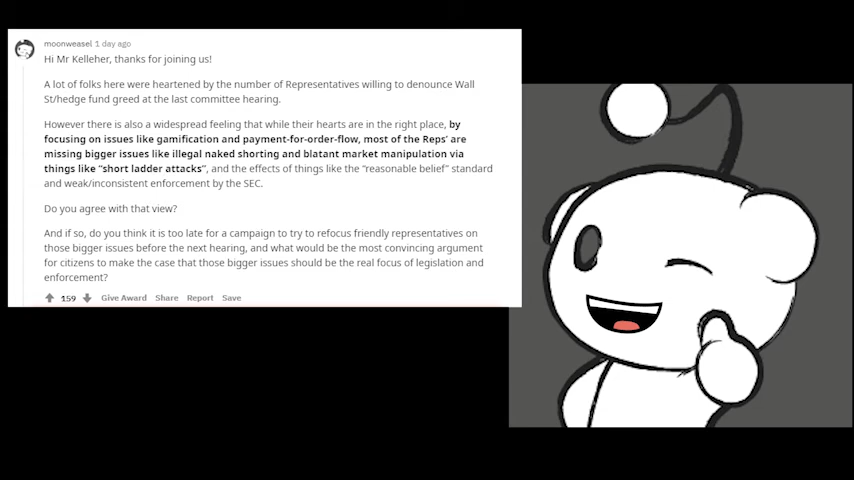 moonweasel 1 day ago
Hi Mr Kelleher, thanks for joining us!
A lot of folks here were heartened by the number of Representatives willing to denounce Wall
St/hedge fund greed at the last committee hearing.
However there is also a widespread feeling that while their hearts are in the right place, by
focusing on issues like gamification and payment-for-order-flow, most of the Reps' are
missing bigger issues like illegal naked shorting and blatant market manipulation via
things like "short ladder attacks", and the effects of things like the "reasonable belief" standard
and weak/inconsistent enforcement by the SEC.
Do you agree with that view?
And if so, do you think it is too late for a campaign to try to refocus friendly representatives on
those bigger issues before the next hearing, and what would be the most convincing argument
for citizens to make the case that those bigger issues should be the real focus of legislation and
enforcement?
159 Give Award Share Report Save